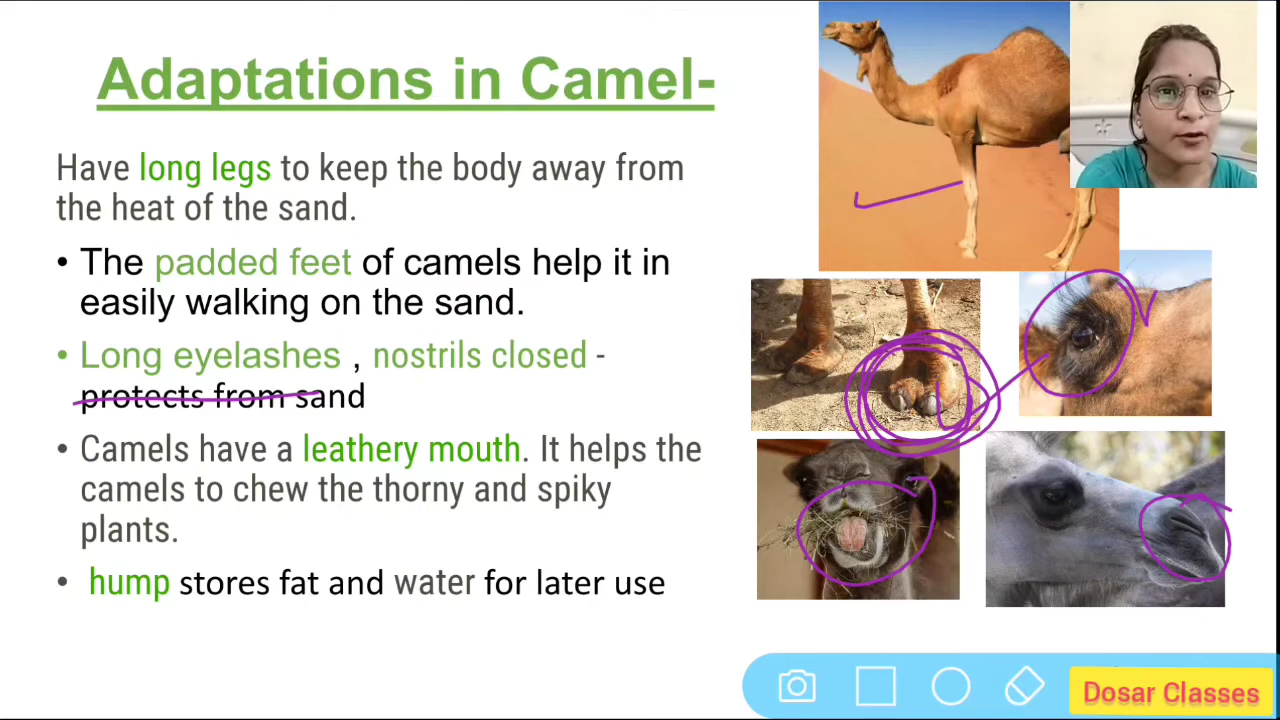 Adaptations in Camel-
Have long legs to keep the body away from
the heat of the sand.
• The padded feet of camels help it in
easily walking on the sand.
• Long eyelashes , nostrils closed -
protects from sand
• Camels have a leathery mouth. It helps the
camels to chew the thorny and spiky
plants.
• hump stores fat and water for later use
Dosar Classes